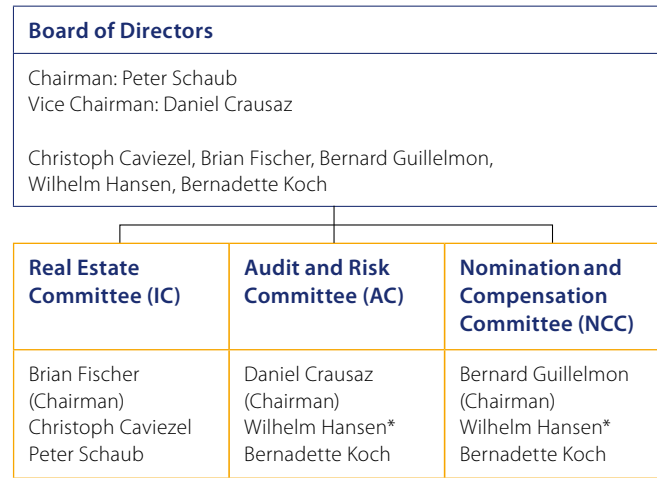 Board of Directors
Chairman: Peter Schaub
Vice Chairman: Daniel Crausaz
Christoph Caviezel, Brian Fischer, Bernard Guillelmon,
Wilhelm Hansen, Bernadette Koch
Real Estate
Committee (IC)
Brian Fischer
(Chairman)
Christoph Caviezel
Peter Schaub
Audit and Risk
Committee (AC)
Daniel Crausaz
(Chairman)
Wilhelm Hansen*
Bernadette Koch
Nomination and
Compensation
Committee (NCC)
Bernard Guillelmon
(Chairman)
Wilhelm Hansen*
Bernadette Koch